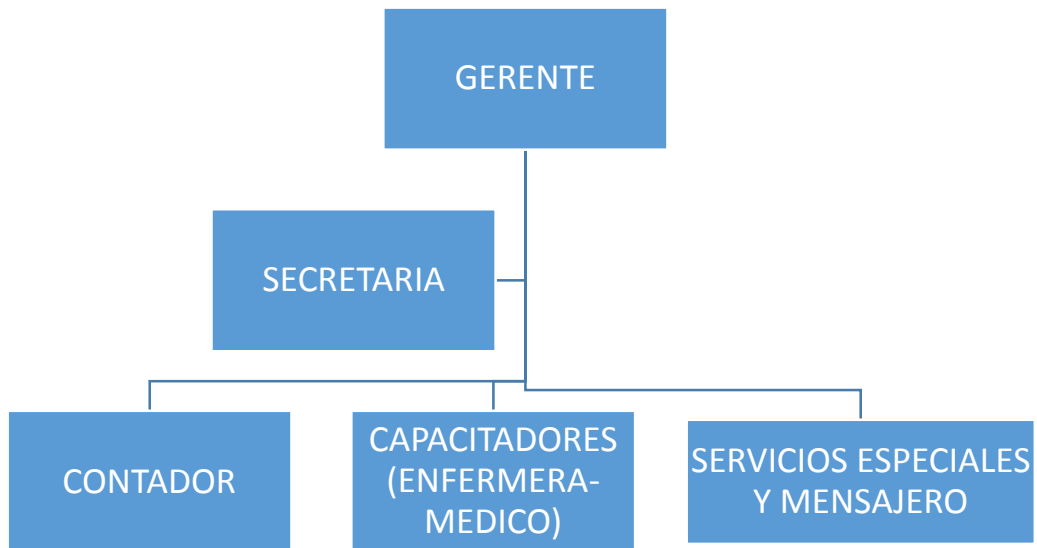 GERENTE
SECRETARIA
CONTADOR
CAPACITADORES
(ENFERMERA-
MEDICO)
SERVICIOS ESPECIALES
Y MENSAJERO